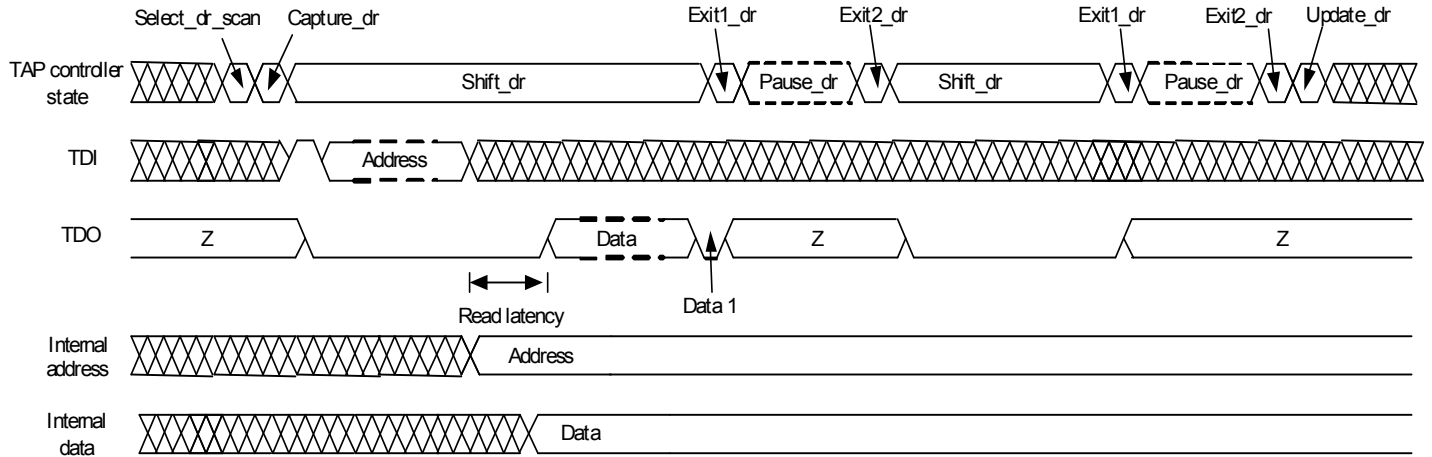 Select_dr_scan Capture_dr Exit1_dr Exit2_dr Exit1_dr Exit2_dr Update_dr
TAP controller
state
Shift_dr Pause_dr Shift_dr Pause_dr
TDI Address
TDO Z Data Z Z
Read latency Data 1
Internal
address
Address
Internal
data
Data